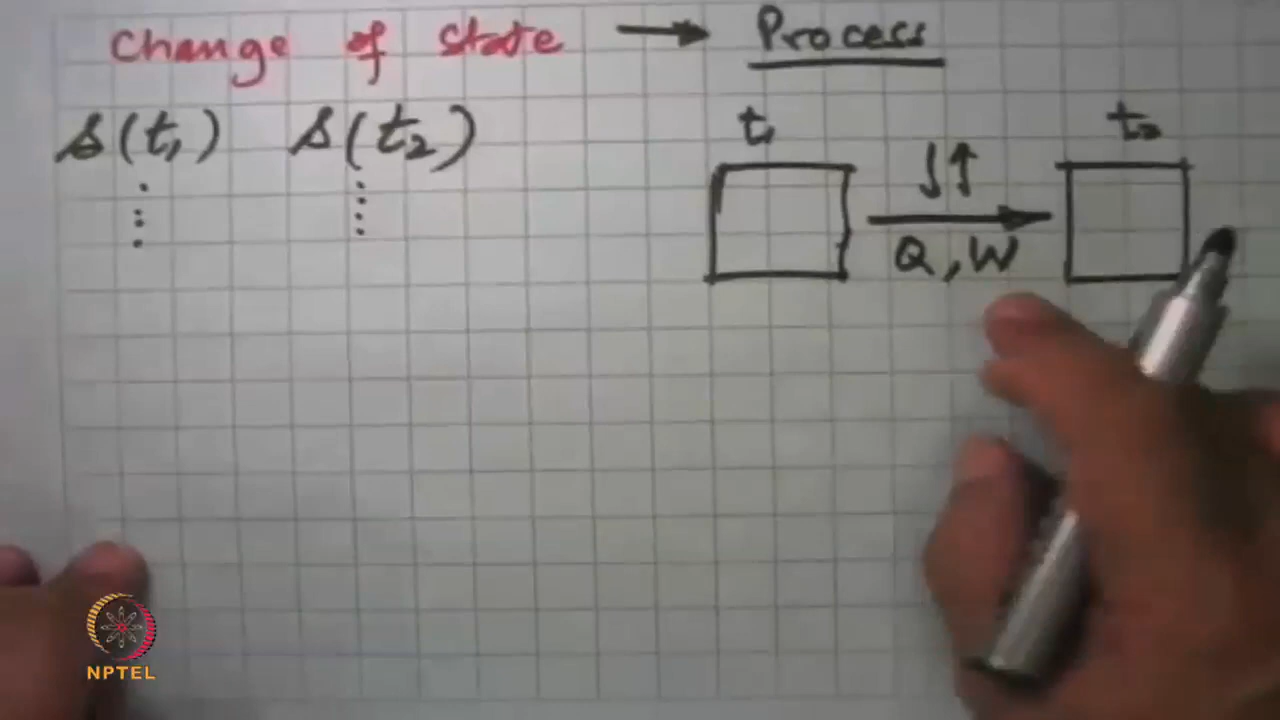 Change of state → Process
s(t₁) s(t₂)
⋮ ⋮
t₁ t₂
↓↑
Q, W
NPTEL